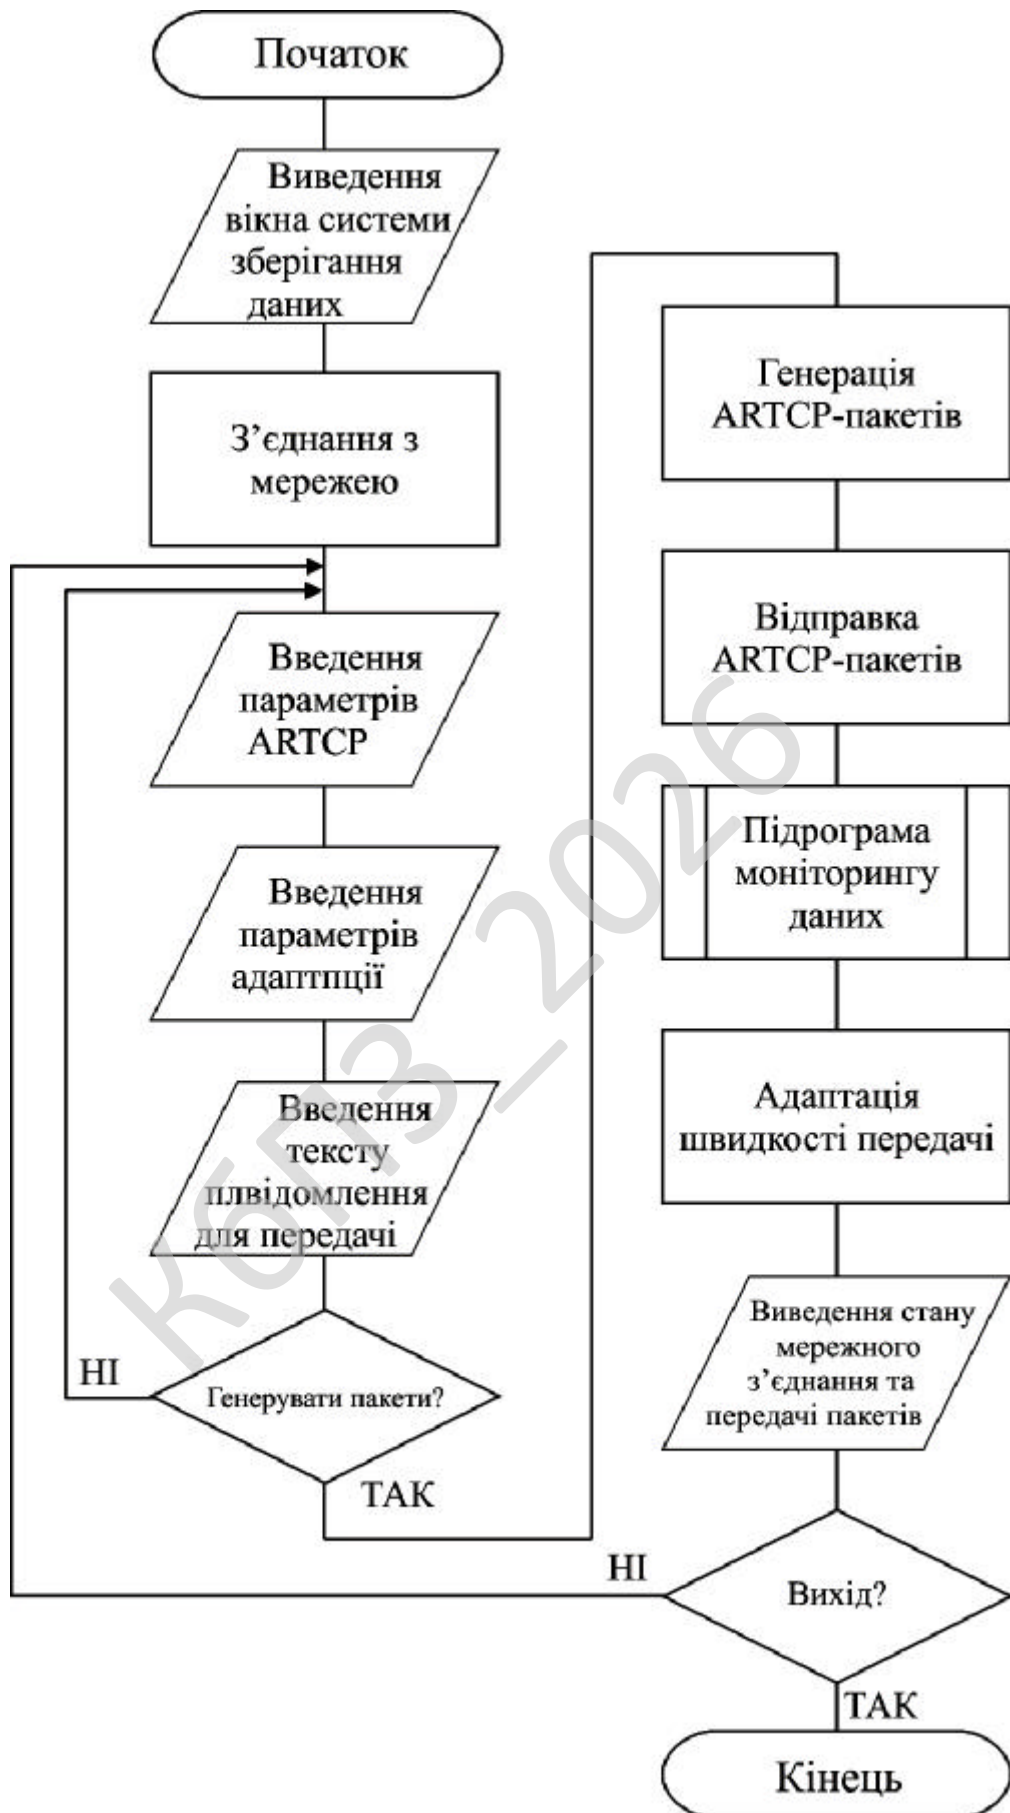 Початок
Виведення
вікна системи
зберігання
даних
З’єднання з
мережею
Введення
параметрів
ARTCP
Введення
параметрів
адаптпції
Введення
тексту
плвідомлення
для передачі
НІ
Генерувати пакети?
ТАК
Генерація
ARTCP-пакетів
Відправка
ARTCP-пакетів
Підрограма
моніторингу
даних
Адаптація
швидкості передачі
Виведення стану
мережного
з’єднання та
передачі пакетів
НІ
Вихід?
ТАК
Кінець
КбПЗ_2026